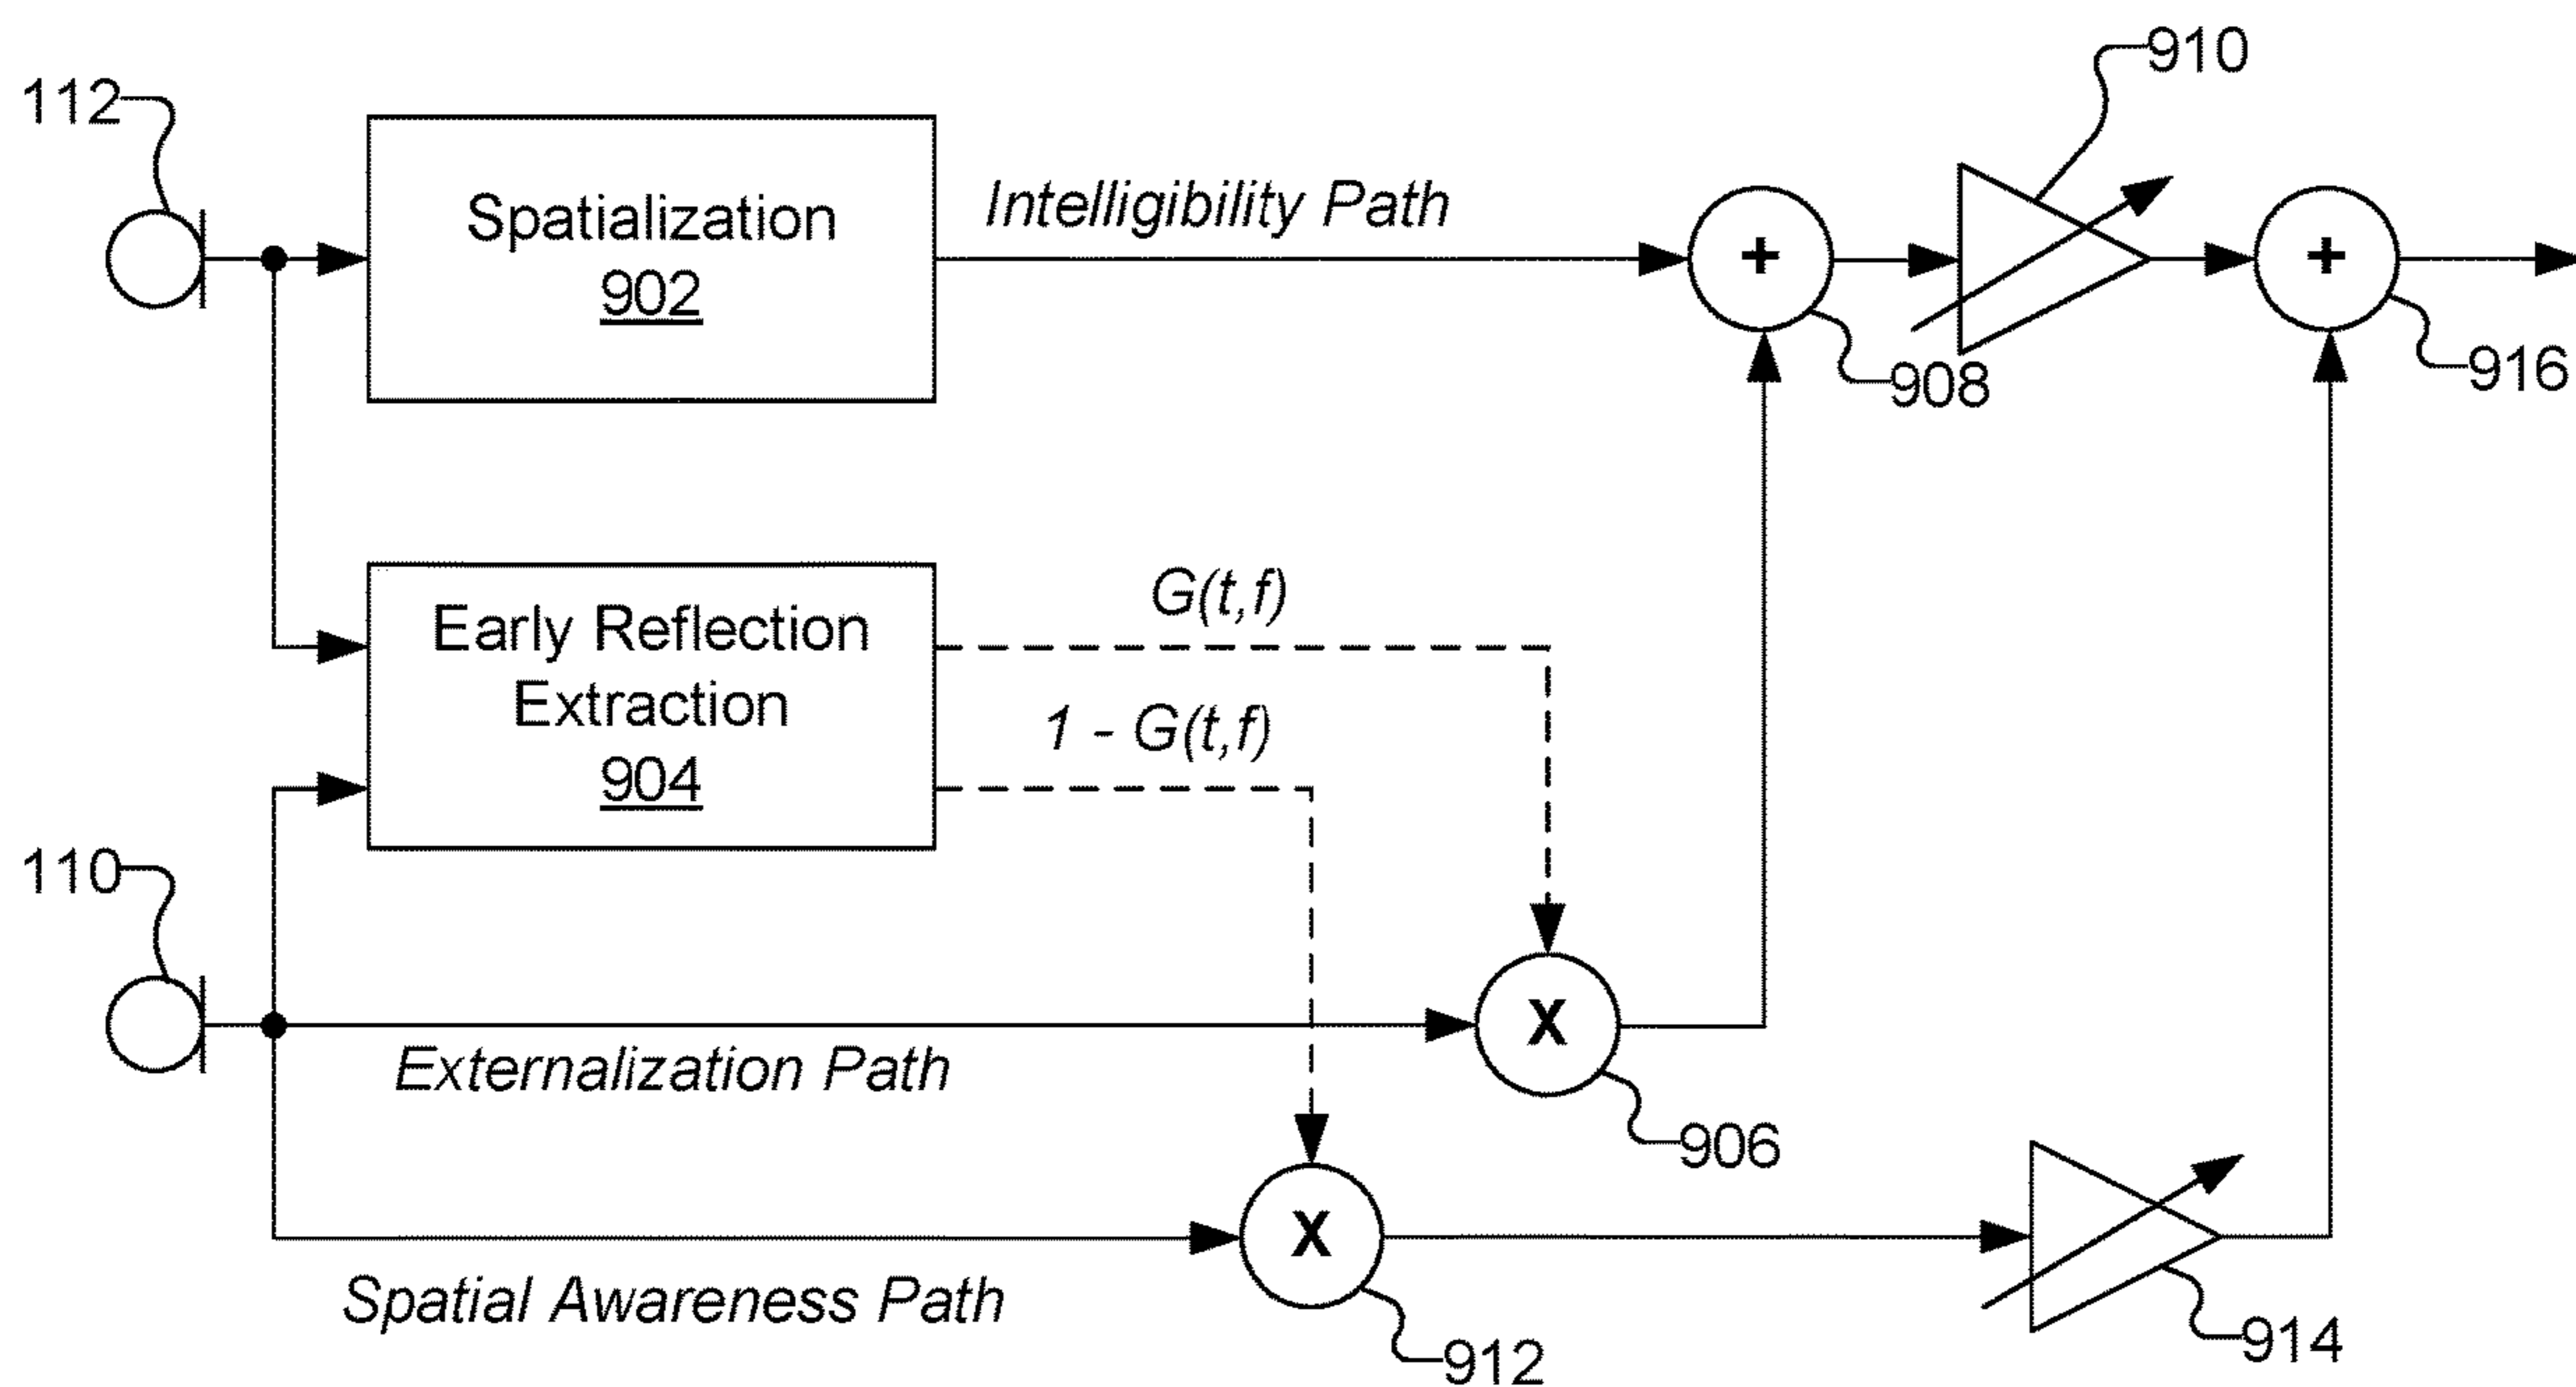 910
112
Spatialization
902
Intelligibility Path
+
+
908
916
Early Reflection
Extraction
904
G(t,f)
1 - G(t,f)
110
X
Externalization Path
906
X
Spatial Awareness Path
912
914